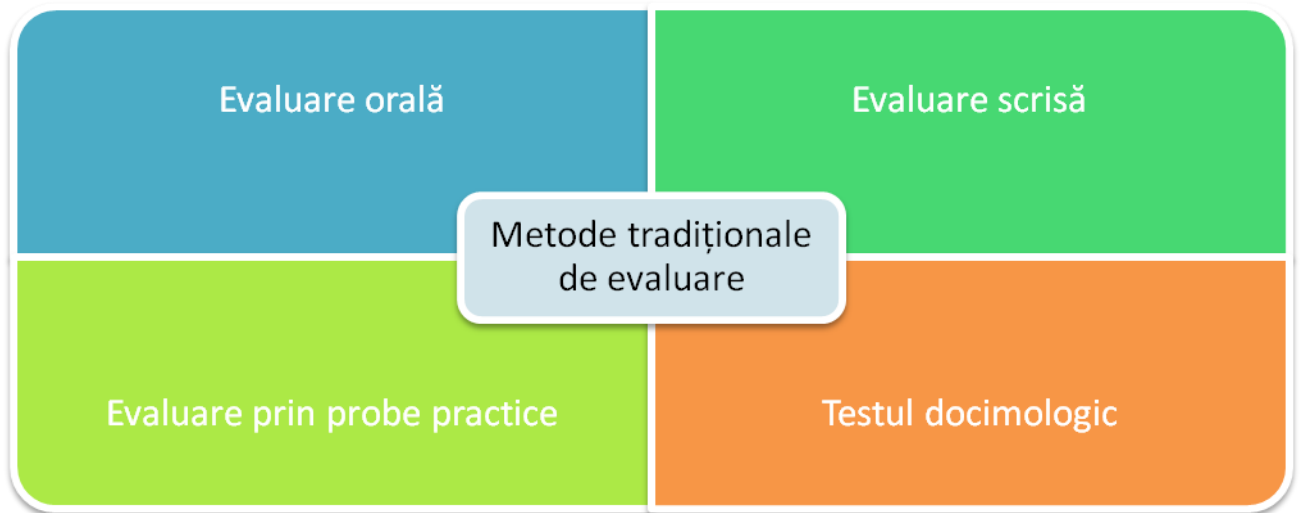 Evaluare orală
Evaluare scrisă
Metode tradiționale
de evaluare
Evaluare prin probe practice
Testul docimologic